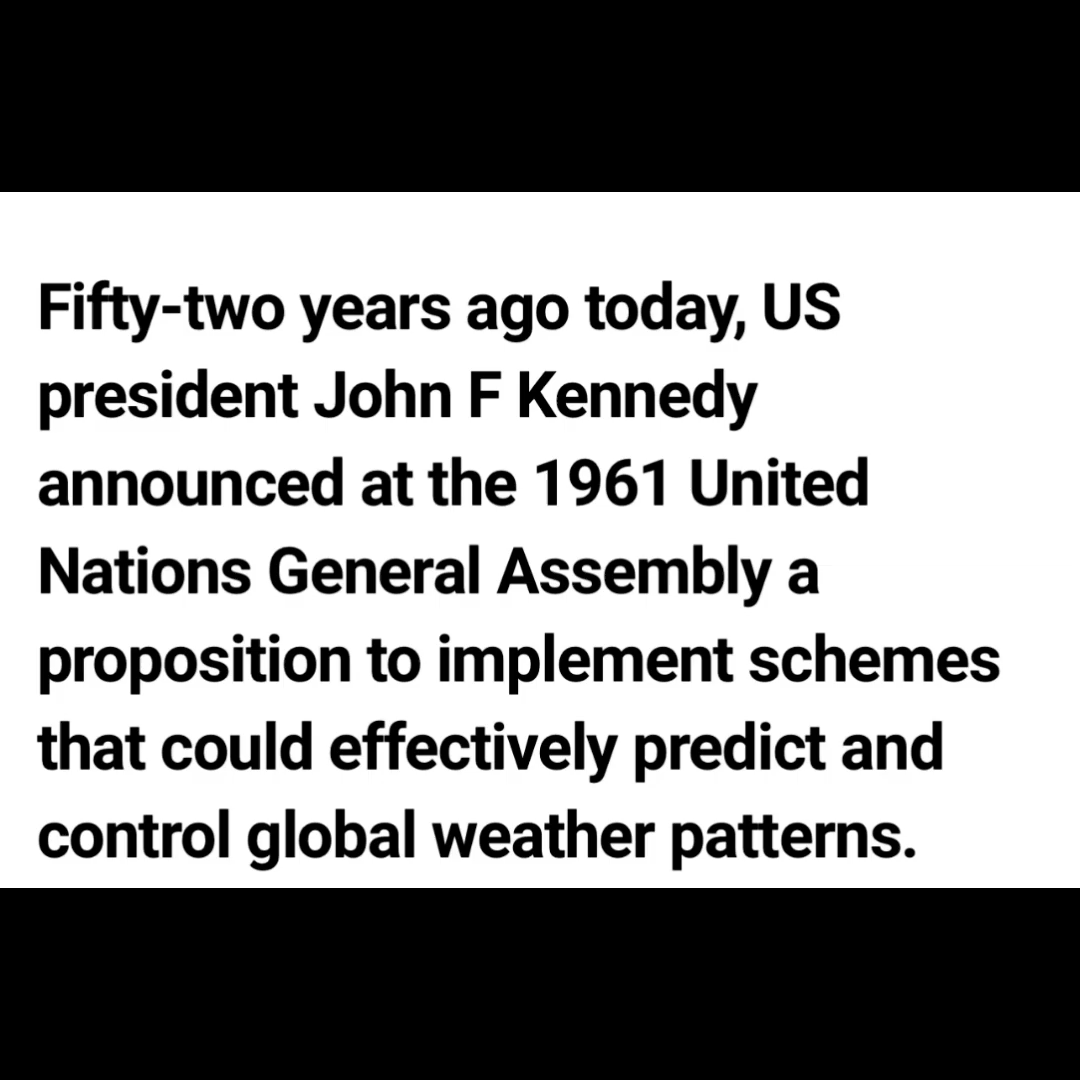 Fifty-two years ago today, US
president John F Kennedy
announced at the 1961 United
Nations General Assembly a
proposition to implement schemes
that could effectively predict and
control global weather patterns.